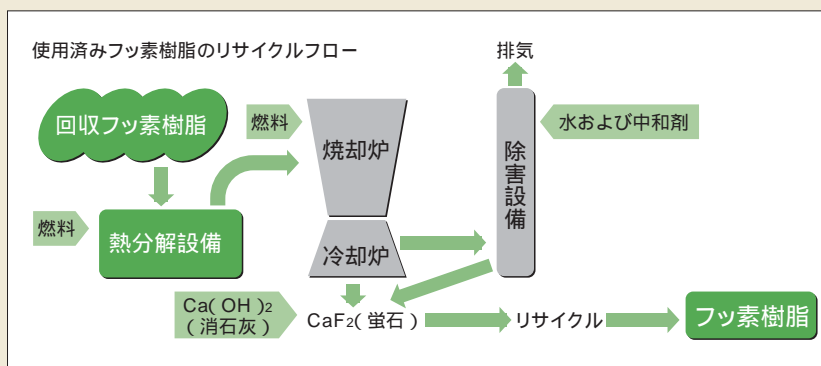 使用済みフッ素樹脂のリサイクルフロー
排気
回収フッ素樹脂
燃料
焼却炉
除害設備
水および中和剤
燃料
熱分解設備
冷却炉
Ca(OH)2
(消石灰)
CaF2(蛍石)
リサイクル
フッ素樹脂